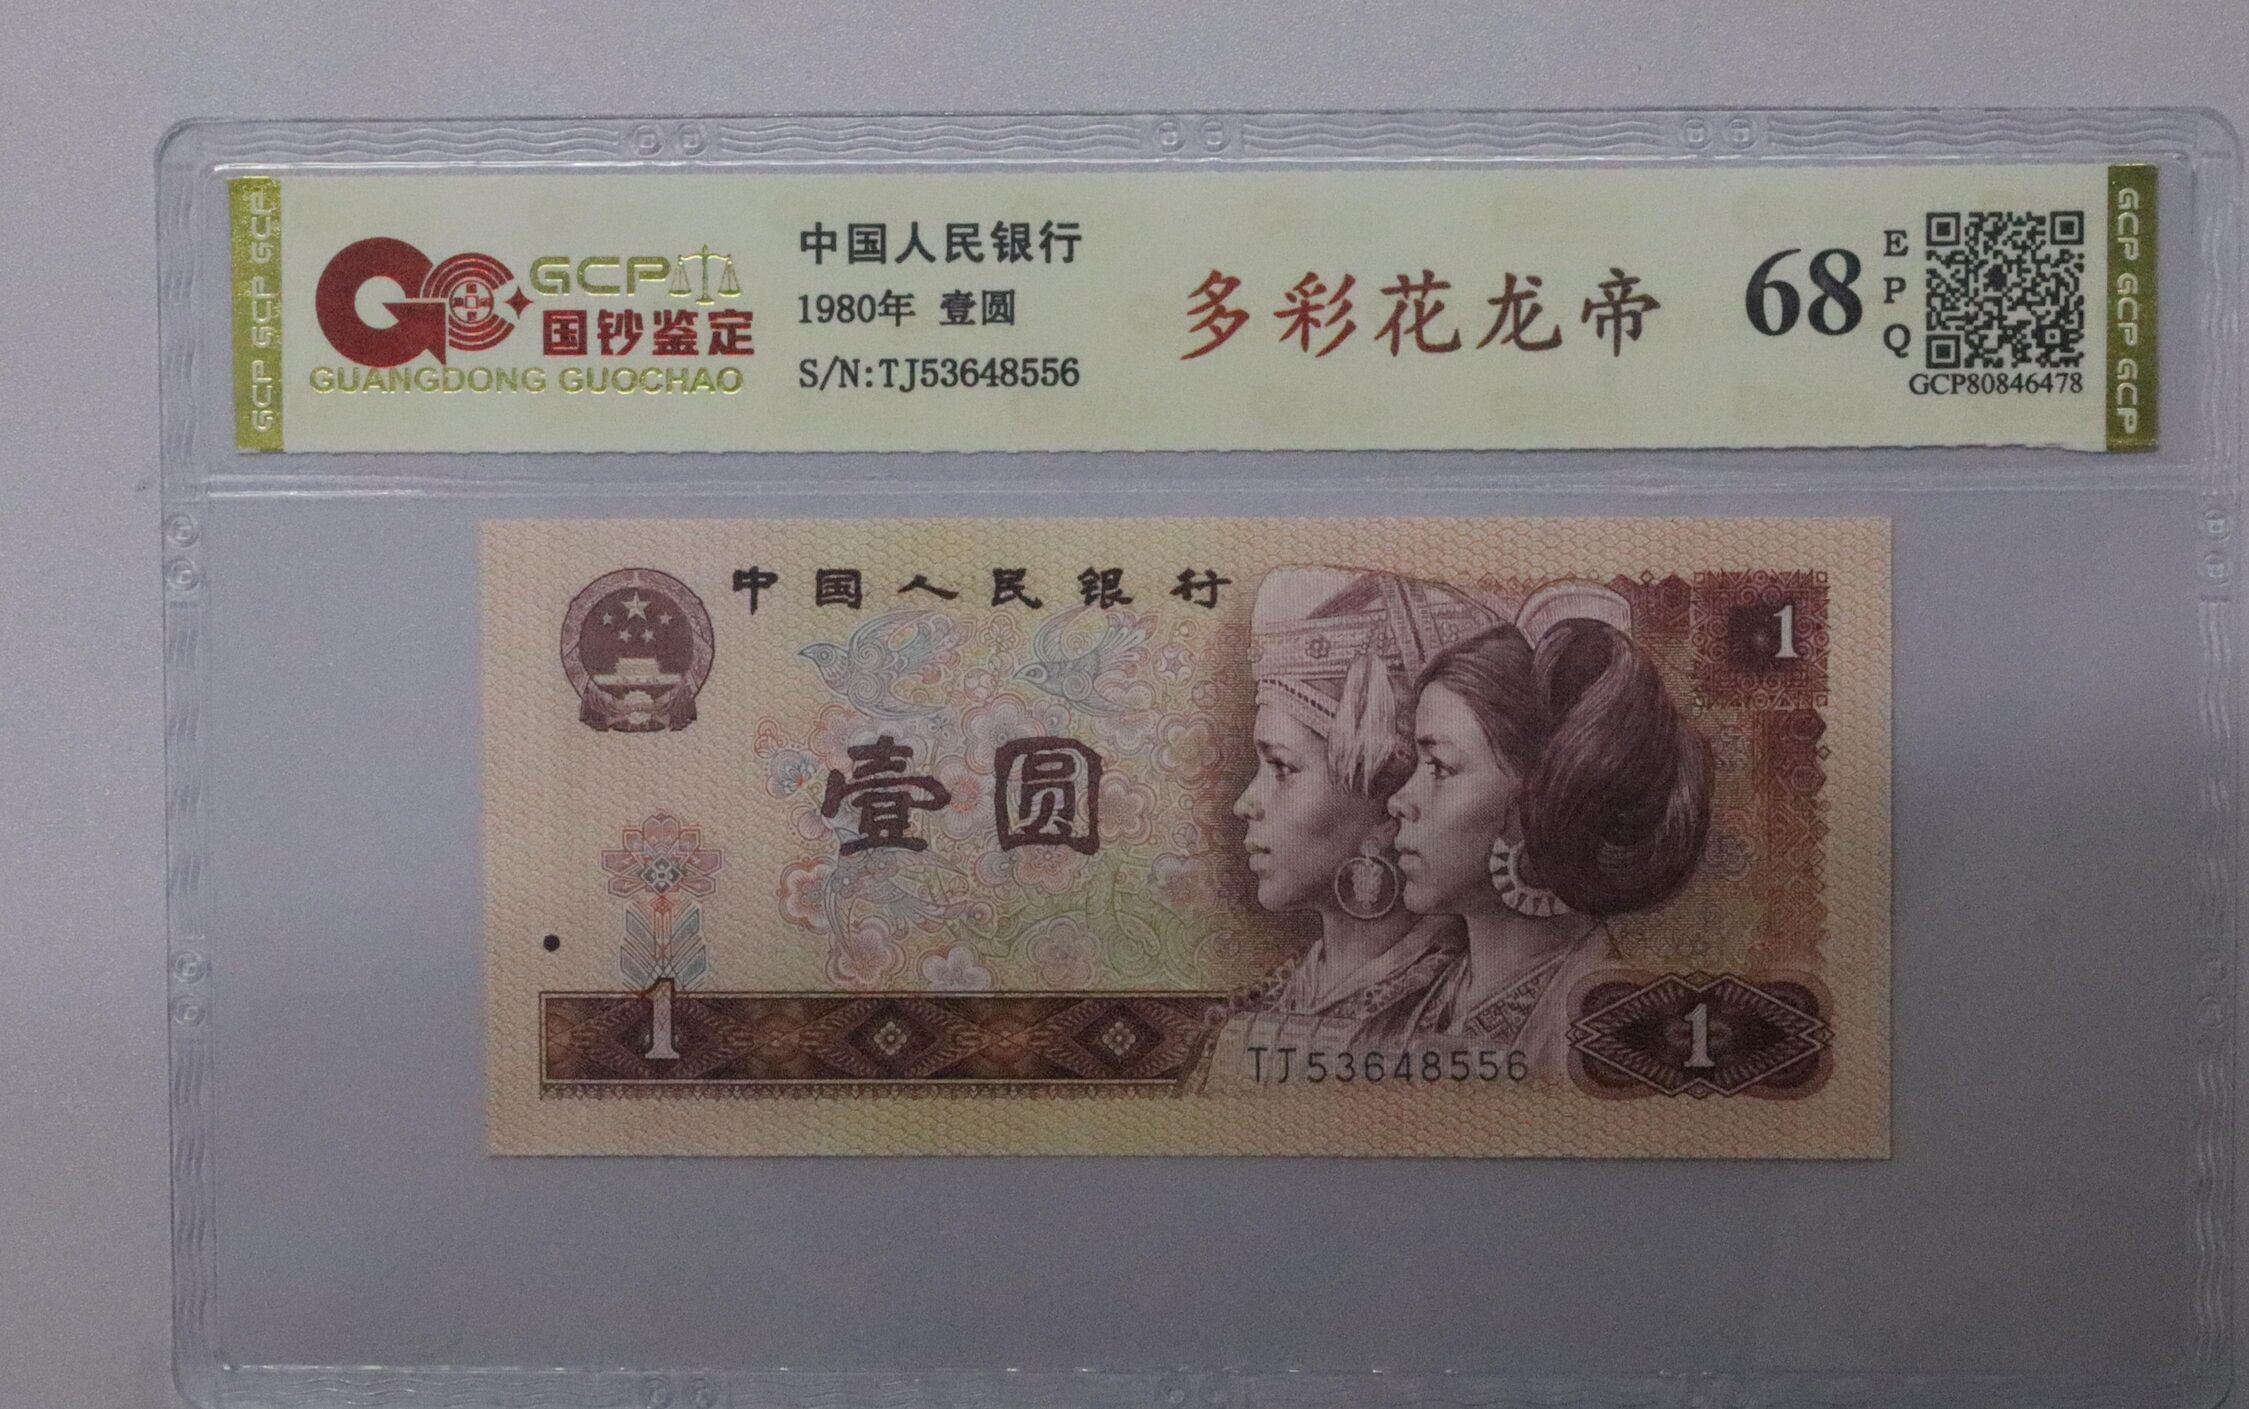 GCP GCP GCP
GCP
国钞鉴定
GUANGDONG GUOCHAO
中国人民银行
1980年 壹圆
S/N:TJ53648556
多彩花龙帝
68
EPQ
GCP80846478
GCP GCP GCP
中国人民银行
1
壹圆
1
TJ53648556
1